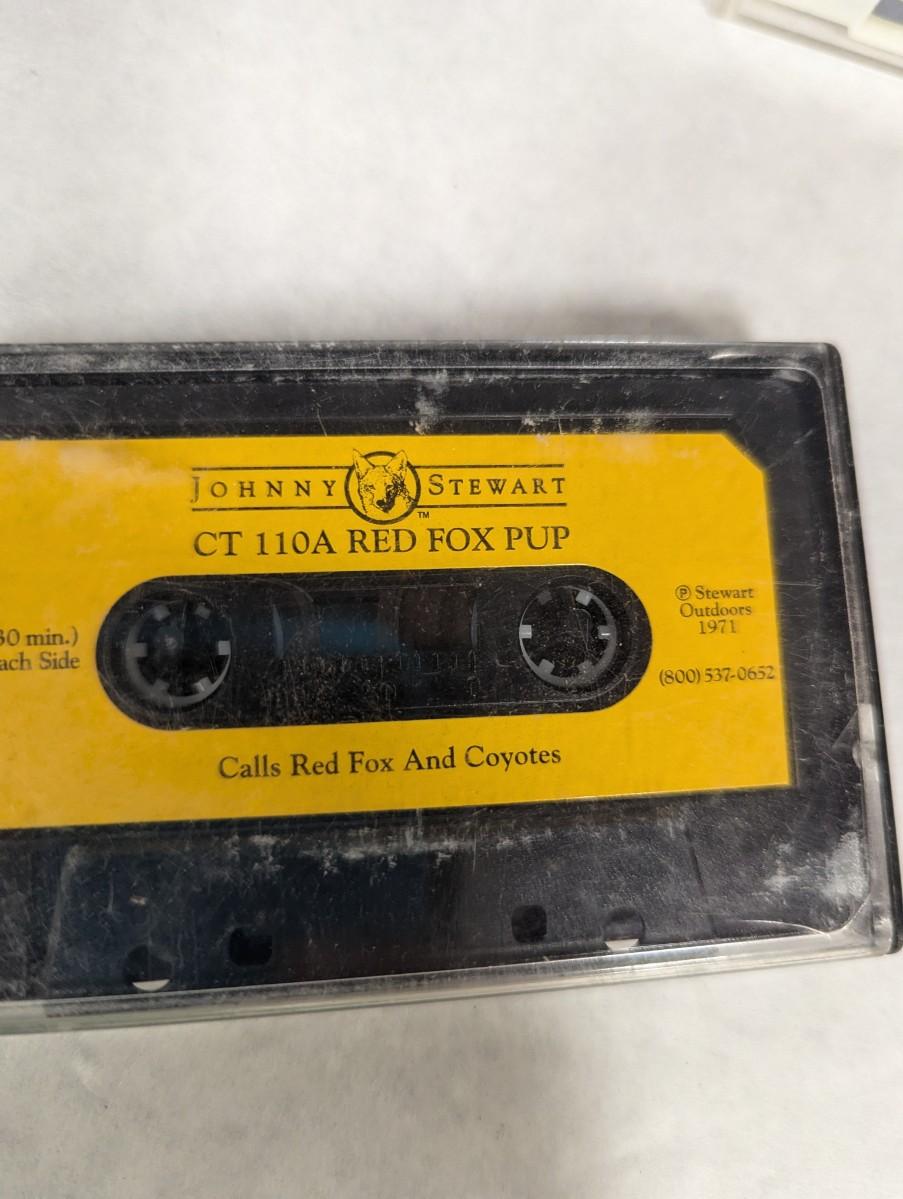 JOHNNY STEWART
TM
CT 110A RED FOX PUP
30 min.)
ach Side
℗ Stewart
Outdoors
1971
(800) 537-0652
Calls Red Fox And Coyotes